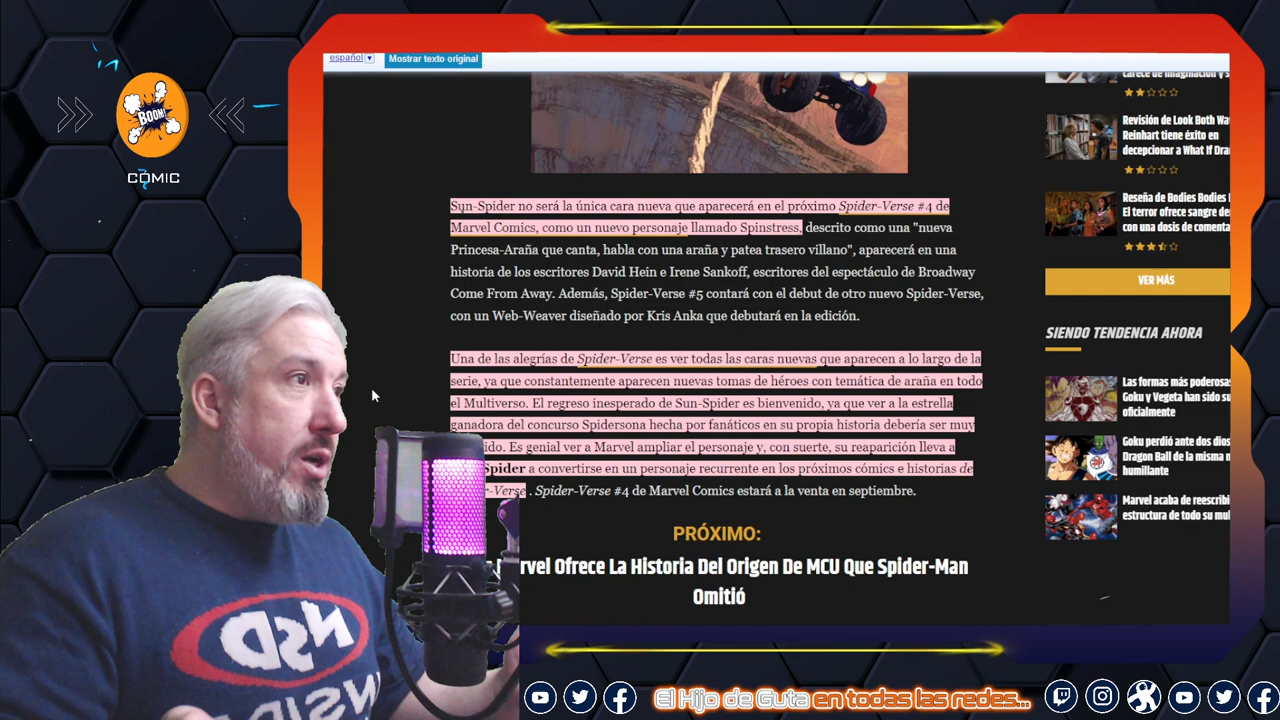 BOOM!
CÓMIC
español
Mostrar texto original
Sun-Spider no será la única cara nueva que aparecerá en el próximo Spider-Verse #4 de
Marvel Comics, como un nuevo personaje llamado Spinstress, descrito como una "nueva
Princesa-Araña que canta, habla con una araña y patea trasero villano", aparecerá en una
historia de los escritores David Hein e Irene Sankoff, escritores del espectáculo de Broadway
Come From Away. Además, Spider-Verse #5 contará con el debut de otro nuevo Spider-Verse,
con un Web-Weaver diseñado por Kris Anka que debutará en la edición.
Una de las alegrías de Spider-Verse es ver todas las caras nuevas que aparecen a lo largo de la
serie, ya que constantemente aparecen nuevas tomas de héroes con temática de araña en todo
el Multiverso. El regreso inesperado de Sun-Spider es bienvenido, ya que ver a la estrella
ganadora del concurso Spidersona hecha por fanáticos en su propia historia debería ser muy
ido. Es genial ver a Marvel ampliar el personaje y, con suerte, su reaparición lleva a
Spider a convertirse en un personaje recurrente en los próximos cómics e historias de
r-Verse . Spider-Verse #4 de Marvel Comics estará a la venta en septiembre.
PRÓXIMO:
rvel Ofrece La Historia Del Origen De MCU Que Spider-Man
Omitió
carece de imaginación y s
Revisión de Look Both Wa
Reinhart tiene éxito en
decepcionar a What If Dra
Reseña de Bodies Bodies
El terror ofrece sangre de
con una dosis de comenta
VER MÁS
SIENDO TENDENCIA AHORA
Las formas más poderosa
Goku y Vegeta han sido su
oficialmente
Goku perdió ante dos dios
Dragon Ball de la misma m
humillante
Marvel acaba de reescribi
estructura de todo su mul
NSD
INSID
El Hijo de Guta en todas las redes...